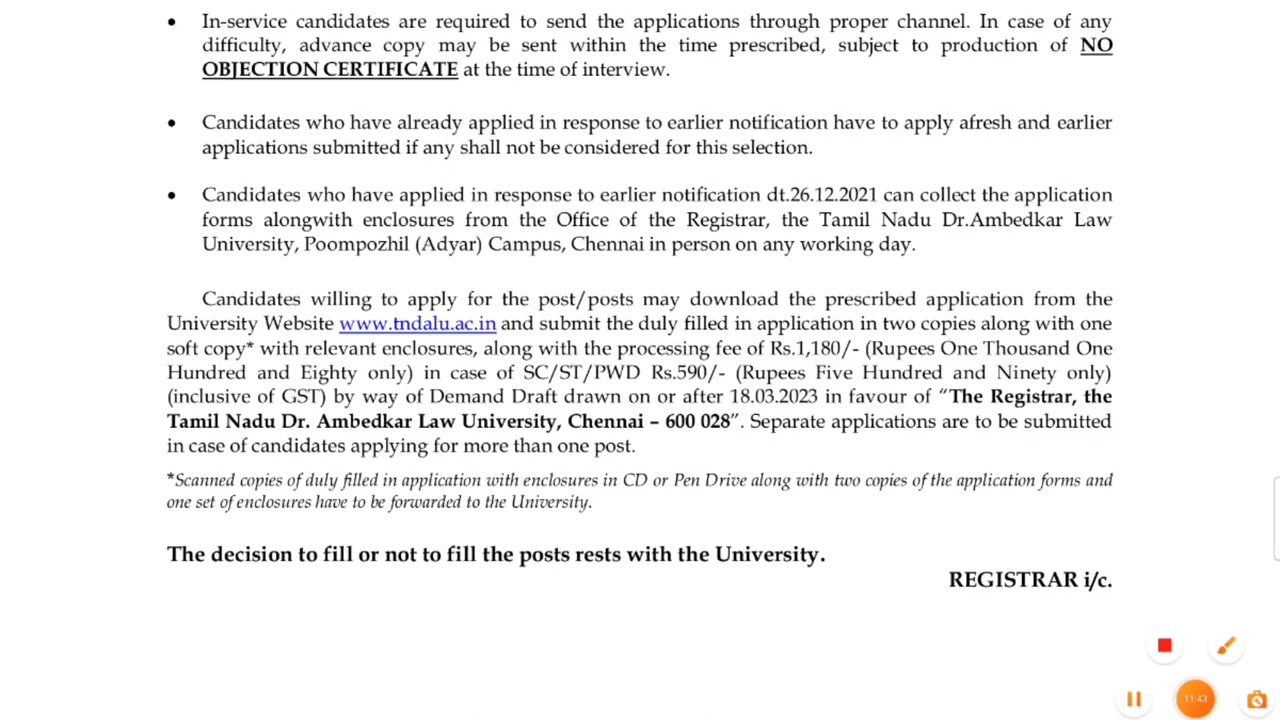 • In-service candidates are required to send the applications through proper channel. In case of any
difficulty, advance copy may be sent within the time prescribed, subject to production of NO
OBJECTION CERTIFICATE at the time of interview.
• Candidates who have already applied in response to earlier notification have to apply afresh and earlier
applications submitted if any shall not be considered for this selection.
• Candidates who have applied in response to earlier notification dt.26.12.2021 can collect the application
forms alongwith enclosures from the Office of the Registrar, the Tamil Nadu Dr.Ambedkar Law
University, Poompozhil (Adyar) Campus, Chennai in person on any working day.
Candidates willing to apply for the post/posts may download the prescribed application from the
University Website www.tndalu.ac.in and submit the duly filled in application in two copies along with one
soft copy* with relevant enclosures, along with the processing fee of Rs.1,180/- (Rupees One Thousand One
Hundred and Eighty only) in case of SC/ST/PWD Rs.590/- (Rupees Five Hundred and Ninety only)
(inclusive of GST) by way of Demand Draft drawn on or after 18.03.2023 in favour of “The Registrar, the
Tamil Nadu Dr. Ambedkar Law University, Chennai – 600 028”. Separate applications are to be submitted
in case of candidates applying for more than one post.
*Scanned copies of duly filled in application with enclosures in CD or Pen Drive along with two copies of the application forms and
one set of enclosures have to be forwarded to the University.
The decision to fill or not to fill the posts rests with the University.
REGISTRAR i/c.
11:43